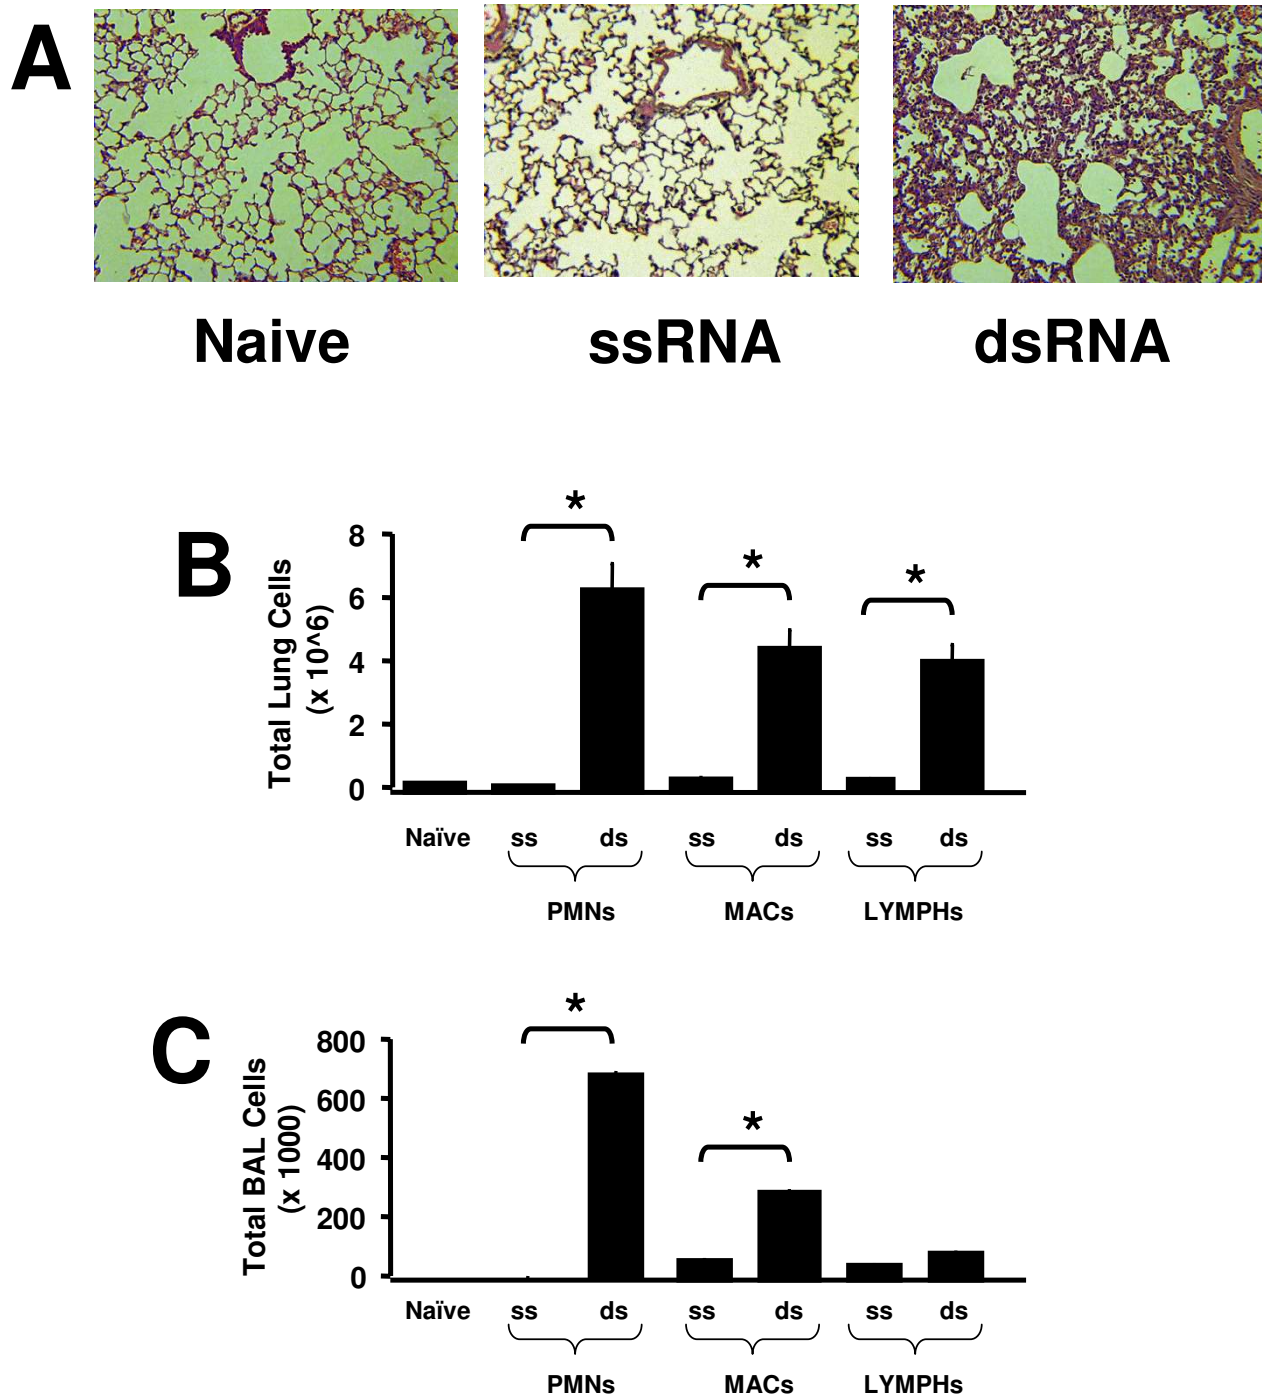 A
Naive ssRNA dsRNA
B
Total Lung Cells
(x 10^6)
*
*
*
8
6
4
2
0
Naïve ss ds ss ds ss ds
PMNs MACs LYMPHs
C
Total BAL Cells
(x 1000)
*
*
800
600
400
200
0
Naïve ss ds ss ds ss ds
PMNs MACs LYMPHs